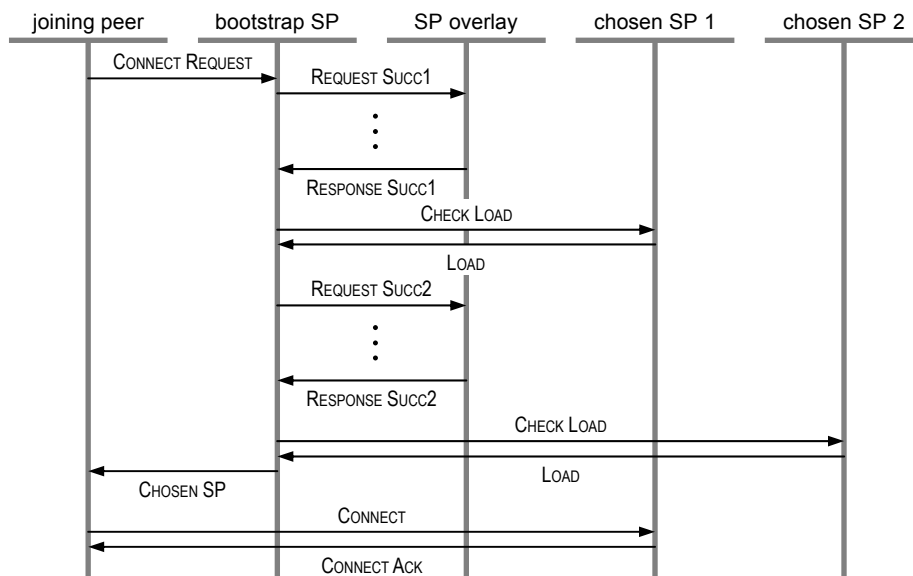 joining peer
bootstrap SP
SP overlay
chosen SP 1
chosen SP 2
CONNECT REQUEST
REQUEST SUCC1
RESPONSE SUCC1
CHECK LOAD
LOAD
REQUEST SUCC2
RESPONSE SUCC2
CHECK LOAD
LOAD
CHOSEN SP
CONNECT
CONNECT ACK